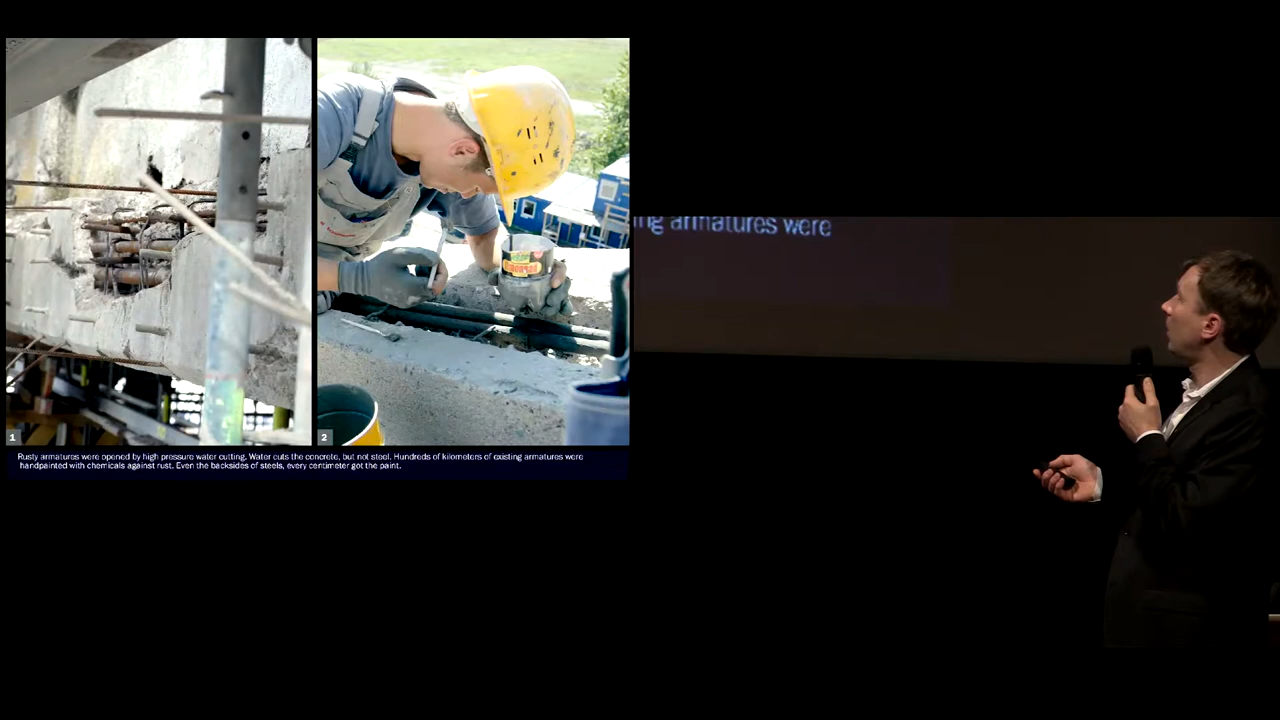 1
2
Rusty armatures were opened by high pressure water cutting. Water cuts the concrete, but not steel. Hundreds of kilometers of existing armatures were
handpainted with chemicals against rust. Even the backsides of steels, every centimeter got the paint.
ing armatures were